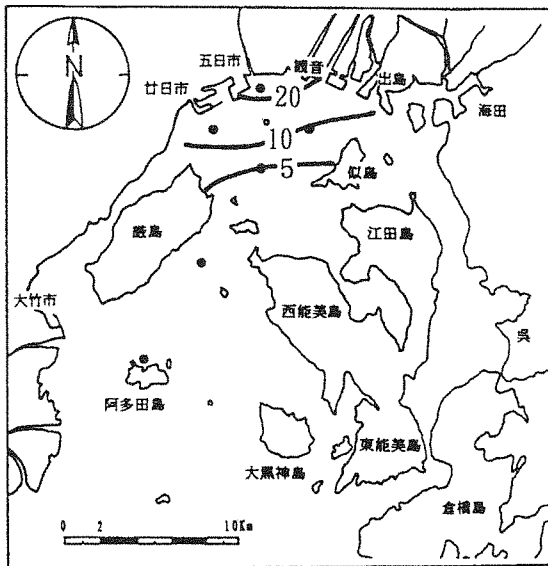 N
五日市
観音
出島
廿日市
20
海田
10
5
似島
厳島
江田島
大竹市
西能美島
呉
阿多田島
大黒神島
東能美島
倉橋島
0 2 10Km